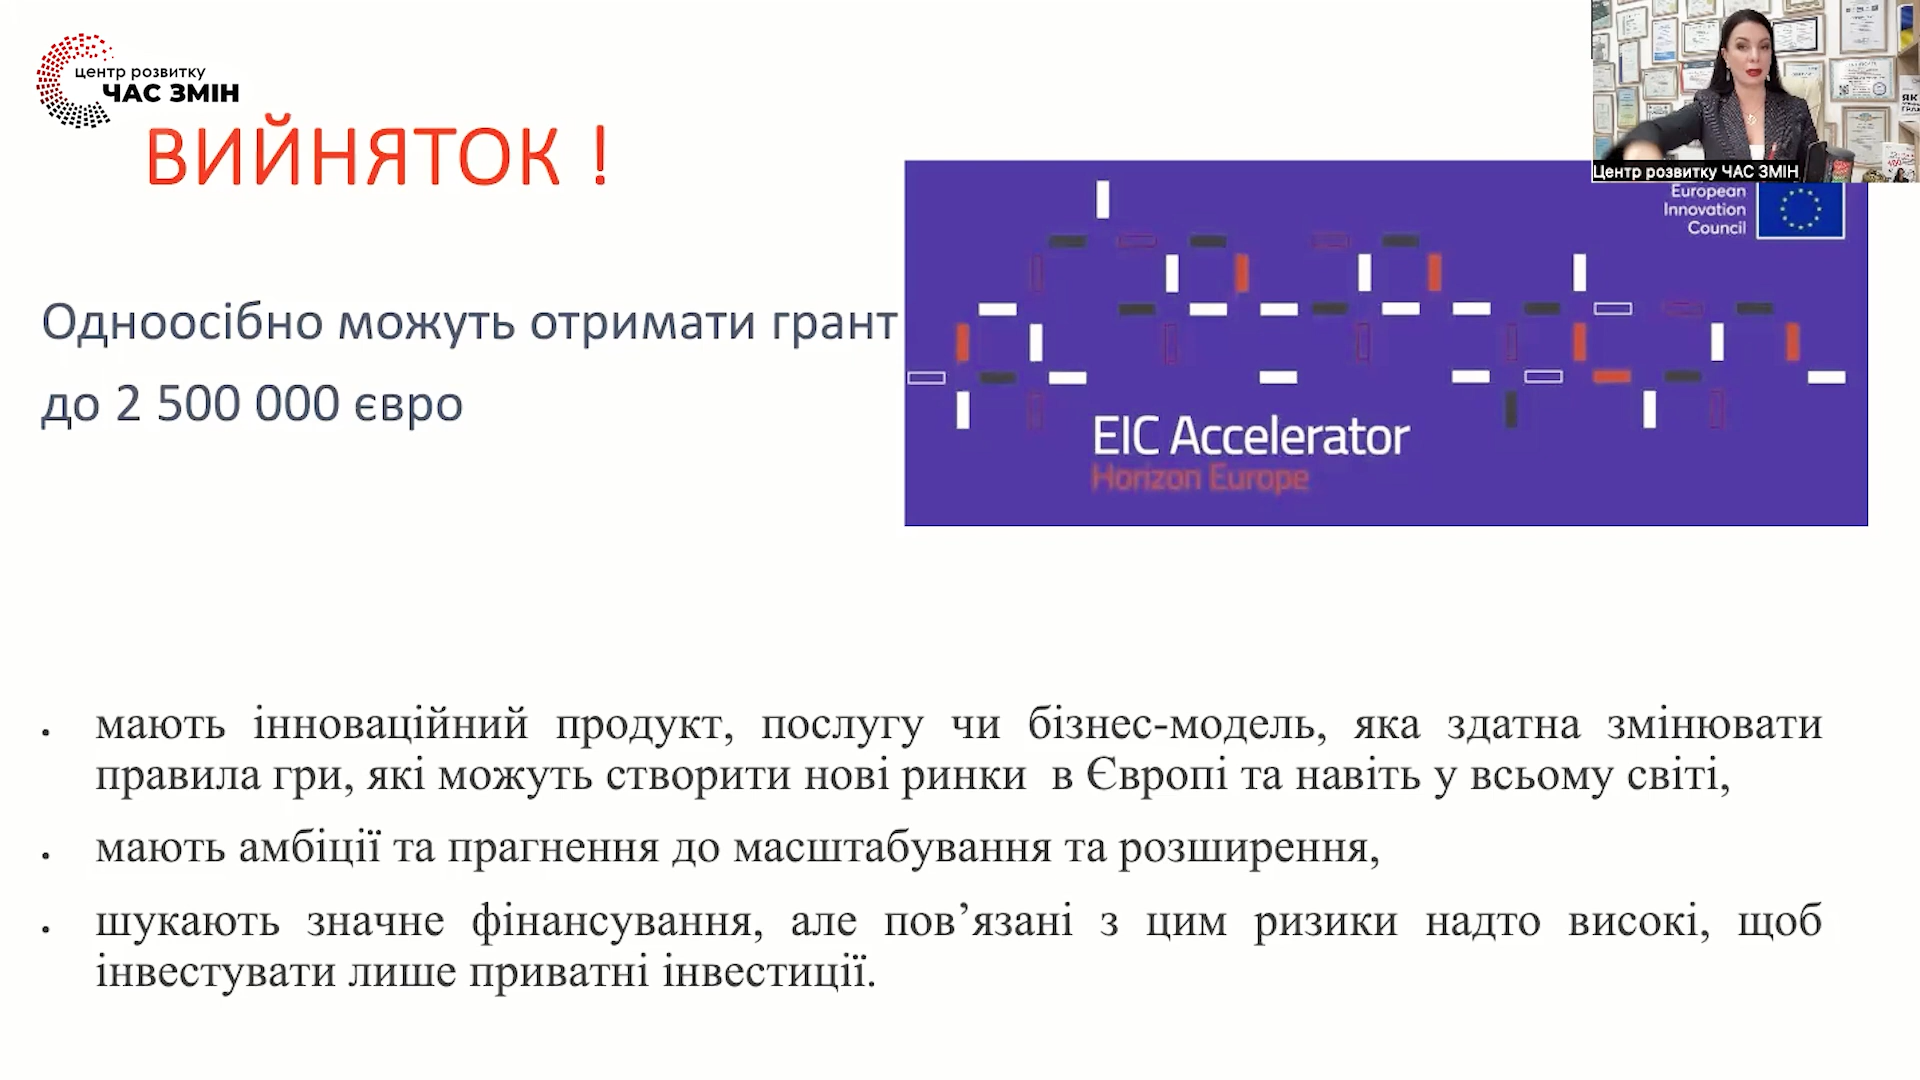 центр розвитку
ЧАС ЗМІН
ВИЙНЯТОК !
Одноосібно можуть отримати грант
до 2 500 000 євро
Центр розвитку ЧАС ЗМІН
European
Innovation
Council
EIC Accelerator
Horizon Europe
• мають інноваційний продукт, послугу чи бізнес-модель, яка здатна змінювати
правила гри, які можуть створити нові ринки в Європі та навіть у всьому світі,
• мають амбіції та прагнення до масштабування та розширення,
• шукають значне фінансування, але пов’язані з цим ризики надто високі, щоб
інвестувати лише приватні інвестиції.